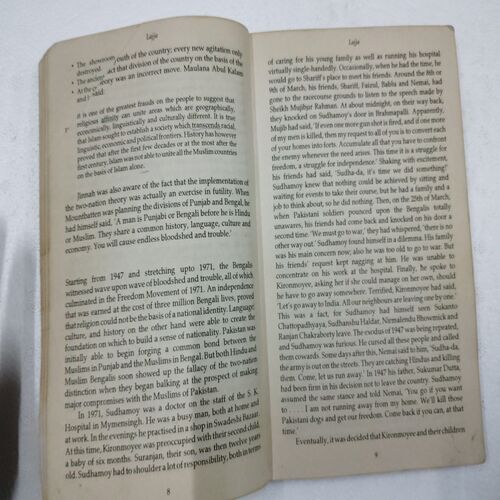 Lajja
• The showroom
destroyed.
• The ancient
• At the
and I said:
outh of the country; every new agitation only
act that division of the country on the basis of the
ory was an incorrect move. Maulana Abul Kalam
It is one of the greatest frauds on the people to suggest that
religious affinity can unite areas which are geographically,
economically, linguistically and culturally different. It is true
that Islam sought to establish a society which transcends racial,
linguistic, economic and political frontiers. History has however
proved that after the first few decades or at the most after the
first century, Islam was not able to unite all the Muslim countries
on the basis of Islam alone.
Jinnah was also aware of the fact that the implementation of
the two-nation theory was actually an exercise in futility. When
Mountbatten was planning the divisions of Punjab and Bengal, he
had himself said, 'A man is Punjabi or Bengali before he is Hindu
or Muslim. They share a common history, language, culture and
economy. You will cause endless bloodshed and trouble.'
Starting from 1947 and stretching upto 1971, the Bengalis
witnessed wave upon wave of bloodshed and trouble, all of which
culminated in the Freedom Movement of 1971. An independence
that was earned at the cost of three million Bengali lives, proved
that religion could not be the basis of a national identity. Language,
culture, and history on the other hand were able to create the
foundation on which to build a sense of nationality. Pakistan was
initially able to begin forging a common bond between the
Muslims in Punjab and the Muslims in Bengal. But both Hindu and
Muslim Bengalis soon showed up the fallacy of the two-nation
distinction when they began balking at the prospect of making
major compromises with the Muslims of Pakistan.
In 1971, Sudhamoy was a doctor on the staff of the S. K.
Hospital in Mymensingh. He was a busy man, both at home and
at work. In the evenings he practised in a shop in Swadeshi Bazaar.
At this time, Kironmoyee was preoccupied with their second child,
a baby of six months. Suranjan, their son, was then twelve years
old. Sudhamoy had to shoulder a lot of responsibility, both in terms
8
Lajja
of caring for his young family as well as running his hospital
virtually single-handedly. Occasionally, when he had the time, he
would go to Shariff's place to meet his friends. Around the 8th or
9th of March, his friends, Shariff, Faizul, Bablu and Nemai, had
gone to the racecourse grounds to listen to the speech made by
Sheikh Mujibur Rahman. At about midnight, on their way back,
they knocked on Sudhamoy's door in Brahmapalli. Apparently,
Mujib had said, 'If even one more gun shot is fired, and if one more
of my men is killed, then my request to all of you is to convert each
of your homes into forts. Accumulate all that you have to confront
the enemy whenever the need arises. This time it is a struggle for
freedom, a struggle for independence.' Shaking with excitement,
his friends had said, 'Sudha-da, it's time we did something!'
Sudhamoy knew that nothing could be achieved by sitting and
waiting for events to take their course, but he had a family and a
job to think about, so he did nothing. Then, on the 25th of March,
when Pakistani soldiers pounced upon the Bengalis totally
unawares, his friends had come back and knocked on his door a
second time. 'We must go to war,' they had whispered, 'there is no
other way out.' Sudhamoy found himself in a dilemma. His family
was his main concern now; also he was too old to go to war. But
his friends' request kept nagging at him. He was unable to
concentrate on his work at the hospital. Finally, he spoke to
Kironmoyee, asking her if she could manage on her own, should
he have to go away somewhere. Terrified, Kironmoyee had said,
'Let's go away to India. All our neighbours are leaving one by one.'
This was a fact, for Sudhamoy had himself seen Sukanto
Chattopadhyaya, Sudhanshu Haldar, Nirmalendu Bhowmick and
Ranjan Chakraborty leave. The exodus of 1947 was being repeated,
and Sudhamoy was furious. He cursed all these people and called
them cowards. Some days after this, Nemai said to him, 'Sudha-da,
the army is out on the streets. They are catching Hindus and killing
them. Come, let us run away.' In 1947 his father, Sukumar Dutta,
had been firm in his decision not to leave the country. Sudhamoy
assumed the same stance and told Nemai, 'You go if you want
to . . . . . I am not running away from my home. We'll kill those
Pakistani dogs and get our freedom. Come back if you can, at that
time.'
Eventually, it was decided that Kironmoyee and their children
9